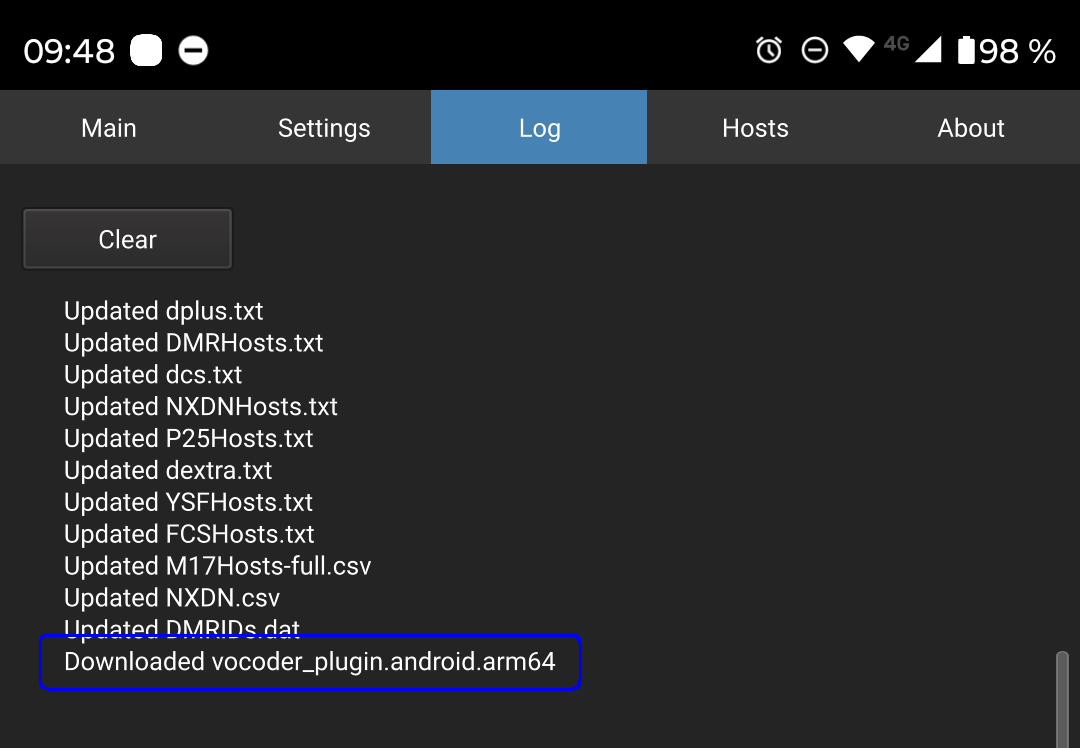 09:48 4G 98 %
Main Settings Log Hosts About
Clear
Updated dplus.txt
Updated DMRHosts.txt
Updated dcs.txt
Updated NXDNHosts.txt
Updated P25Hosts.txt
Updated dextra.txt
Updated YSFHosts.txt
Updated FCSHosts.txt
Updated M17Hosts-full.csv
Updated NXDN.csv
Updated DMRIDs.dat
Downloaded vocoder_plugin.android.arm64